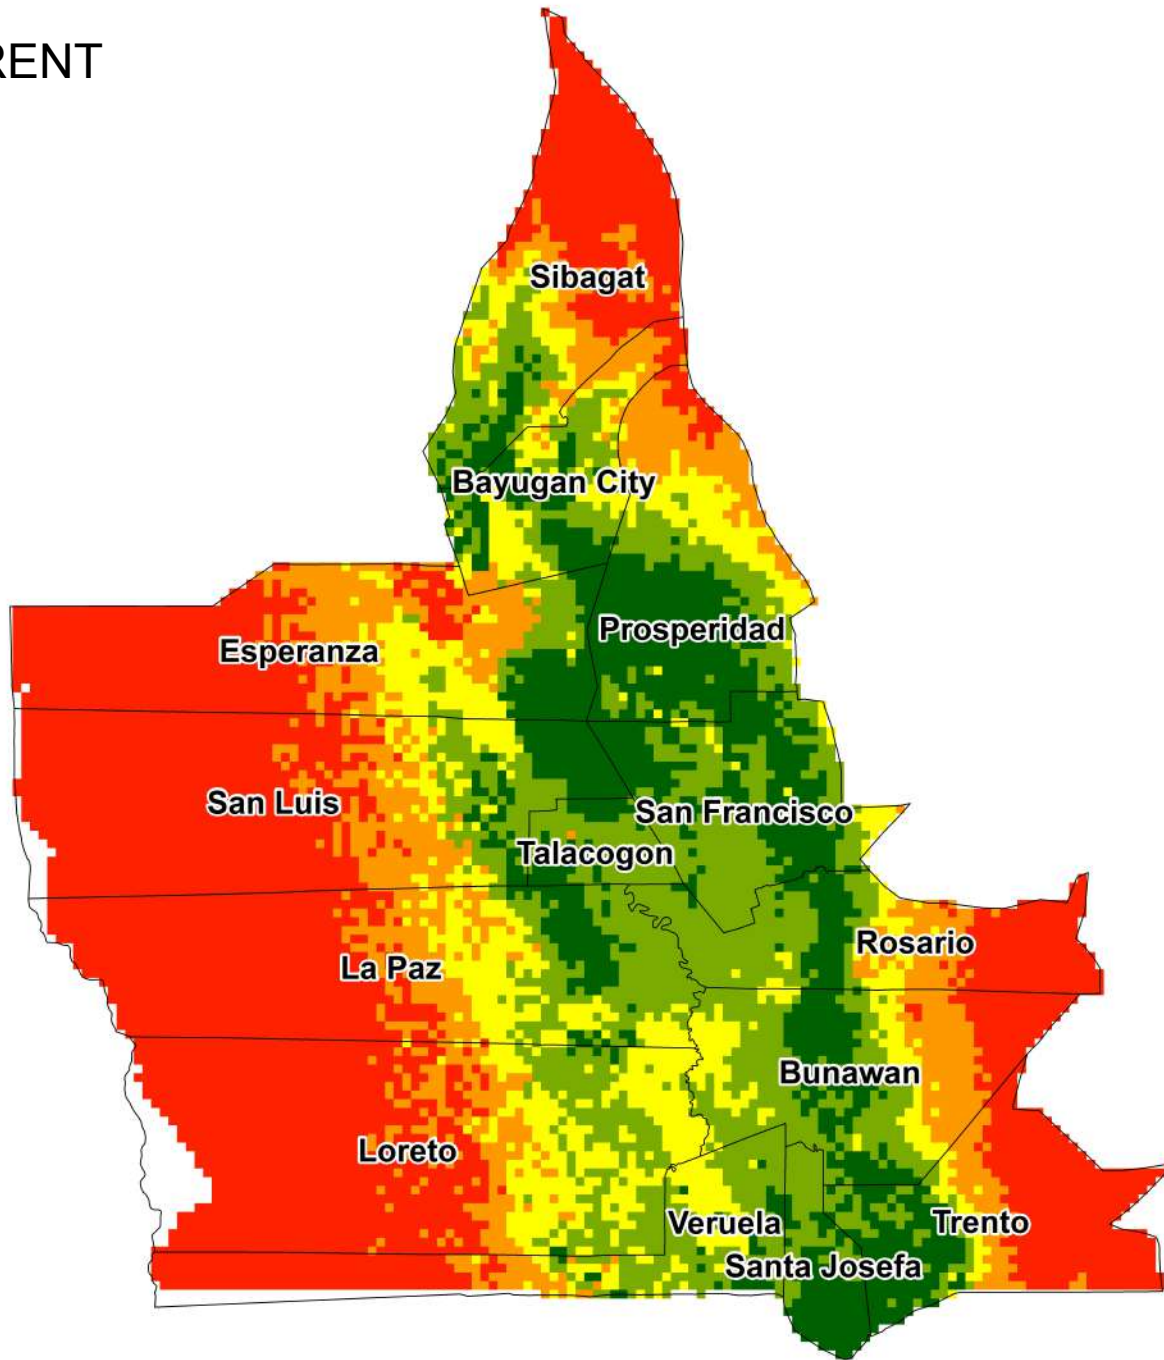 RENT
Sibagat
Bayugan City
Prosperidad
Esperanza
San Luis
San Francisco
Talacogon
Rosario
La Paz
Bunawan
Loreto
Veruela
Trento
Santa Josefa